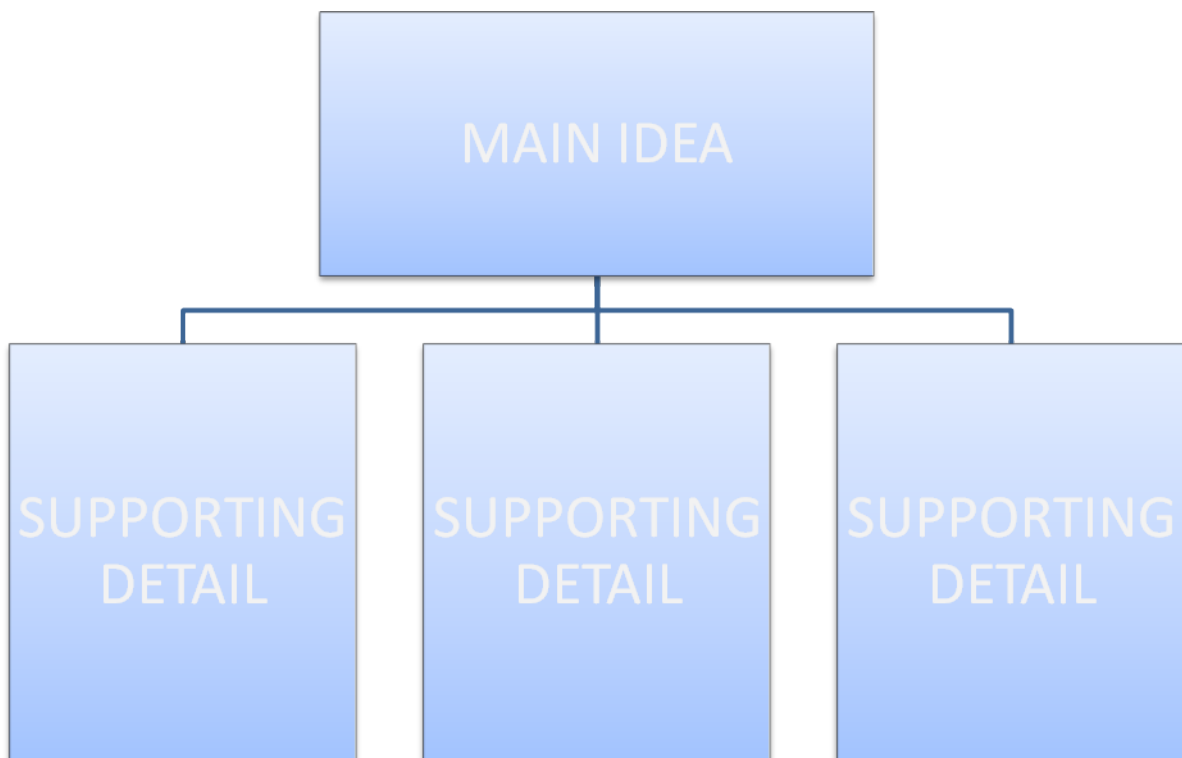 MAIN IDEA
SUPPORTING
DETAIL
SUPPORTING
DETAIL
SUPPORTING
DETAIL